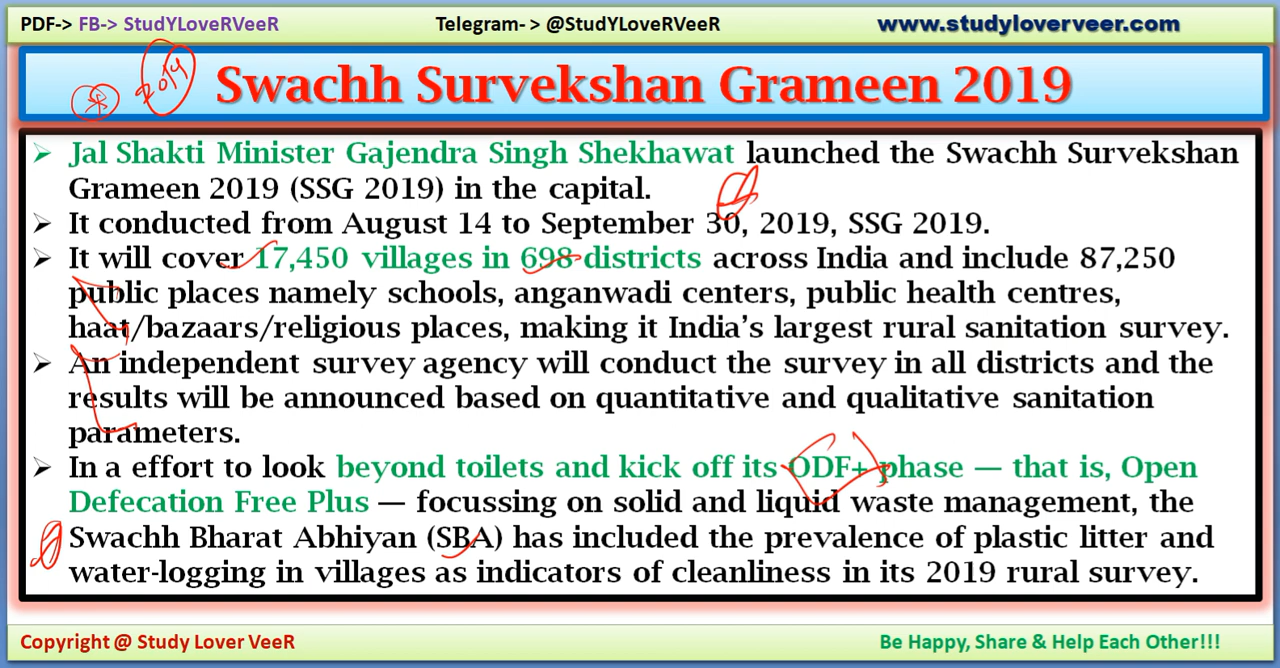 PDF-> FB-> StudYLoveRVeeR Telegram- > @StudYLoveRVeeR www.studyloverveer.com
2019
Swachh Survekshan Grameen 2019
➢ Jal Shakti Minister Gajendra Singh Shekhawat launched the Swachh Survekshan
Grameen 2019 (SSG 2019) in the capital.
➢ It conducted from August 14 to September 30, 2019, SSG 2019.
➢ It will cover 17,450 villages in 698 districts across India and include 87,250
public places namely schools, anganwadi centers, public health centres,
haat/bazaars/religious places, making it India’s largest rural sanitation survey.
➢ An independent survey agency will conduct the survey in all districts and the
results will be announced based on quantitative and qualitative sanitation
parameters.
➢ In a effort to look beyond toilets and kick off its ODF+ phase — that is, Open
Defecation Free Plus — focussing on solid and liquid waste management, the
Swachh Bharat Abhiyan (SBA) has included the prevalence of plastic litter and
water-logging in villages as indicators of cleanliness in its 2019 rural survey.
Copyright @ Study Lover VeeR Be Happy, Share & Help Each Other!!!